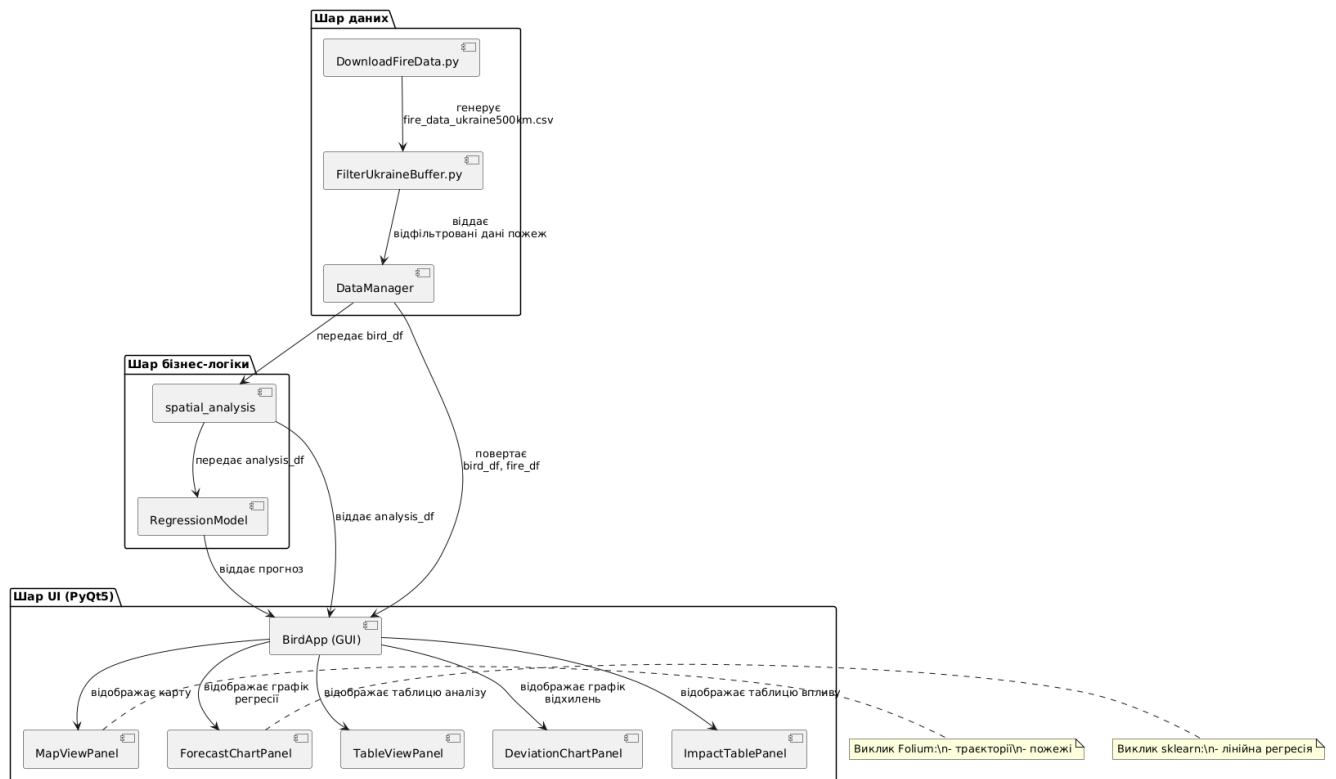 Шар даних
DownloadFireData.py
генерує
fire_data_ukraine500km.csv
FilterUkraineBuffer.py
віддає
відфільтровані дані пожеж
DataManager
передає bird_df
Шар бізнес-логіки
spatial_analysis
передає analysis_df
повертає
bird_df, fire_df
RegressionModel
віддає analysis_df
віддає прогноз
Шар UI (PyQt5)
BirdApp (GUI)
відображає карту
відображає графік
регресії
відображає таблицю аналізу
відображає графік
відхилень
відображає таблицю впливу
MapViewPanel
ForecastChartPanel
TableViewPanel
DeviationChartPanel
ImpactTablePanel
Виклик Folium:\n- траєкторії\n- пожежі
Виклик sklearn:\n- лінійна регресія